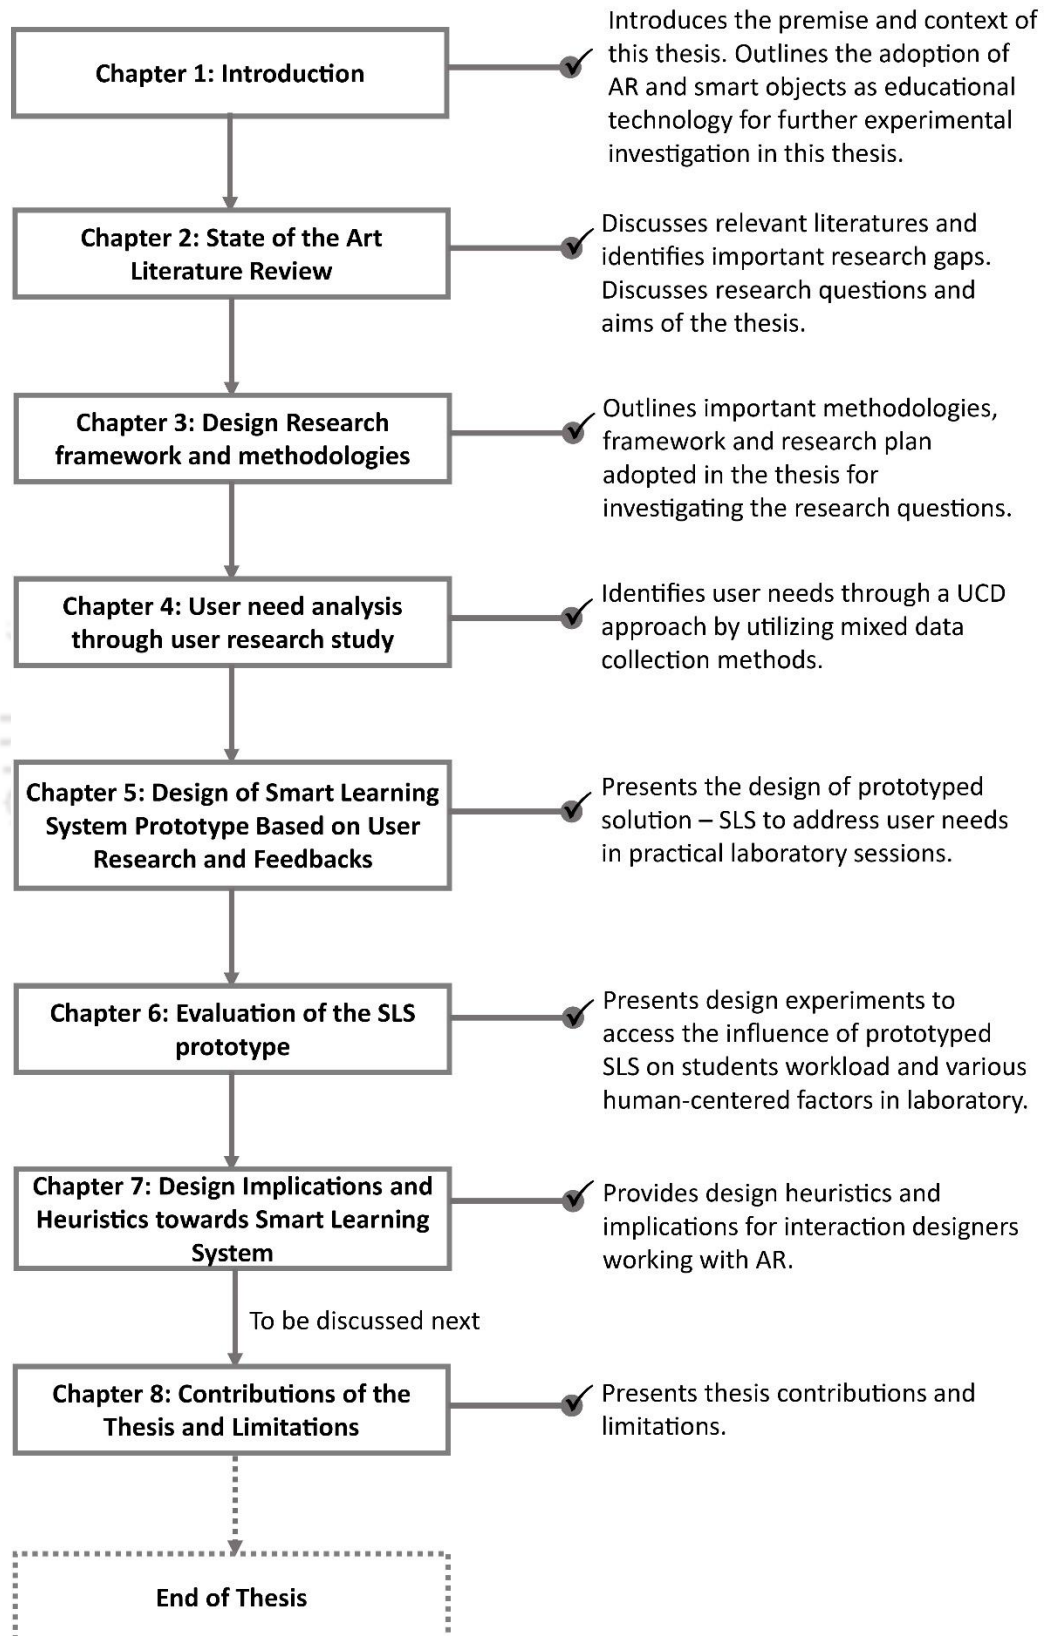 Chapter 1: Introduction
Introduces the premise and context of
this thesis. Outlines the adoption of
AR and smart objects as educational
technology for further experimental
investigation in this thesis.
Chapter 2: State of the Art
Literature Review
Discusses relevant literatures and
identifies important research gaps.
Discusses research questions and
aims of the thesis.
Chapter 3: Design Research
framework and methodologies
Outlines important methodologies,
framework and research plan
adopted in the thesis for
investigating the research questions.
Chapter 4: User need analysis
through user research study
Identifies user needs through a UCD
approach by utilizing mixed data
collection methods.
Chapter 5: Design of Smart Learning
System Prototype Based on User
Research and Feedbacks
Presents the design of prototyped
solution – SLS to address user needs
in practical laboratory sessions.
Chapter 6: Evaluation of the SLS
prototype
Presents design experiments to
access the influence of prototyped
SLS on students workload and various
human-centered factors in laboratory.
Chapter 7: Design Implications and
Heuristics towards Smart Learning
System
Provides design heuristics and
implications for interaction designers
working with AR.
To be discussed next
Chapter 8: Contributions of the
Thesis and Limitations
Presents thesis contributions and
limitations.
End of Thesis